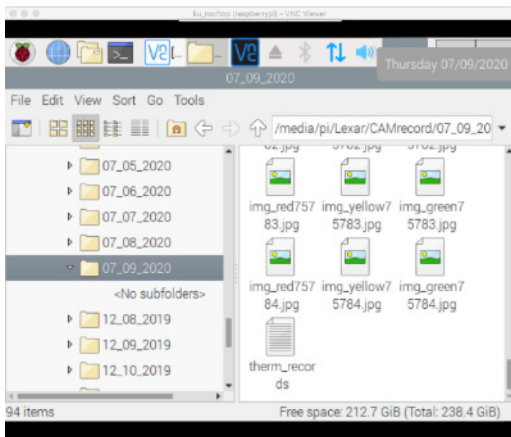 ku_rooftop (raspberrypi) - VNC Viewer
Thursday 07/09/2020
07_09_2020
File Edit View Sort Go Tools
/media/pi/Lexar/CAMrecord/07_09_20
07_05_2020
07_06_2020
07_07_2020
07_08_2020
07_09_2020
<No subfolders>
12_08_2019
12_09_2019
12_10_2019
img_red757
83.jpg
img_yellow7
5783.jpg
img_green7
5783.jpg
img_red757
84.jpg
img_yellow7
5784.jpg
img_green7
5784.jpg
therm_recor
ds
94 items
Free space: 212.7 GiB (Total: 238.4 GiB)